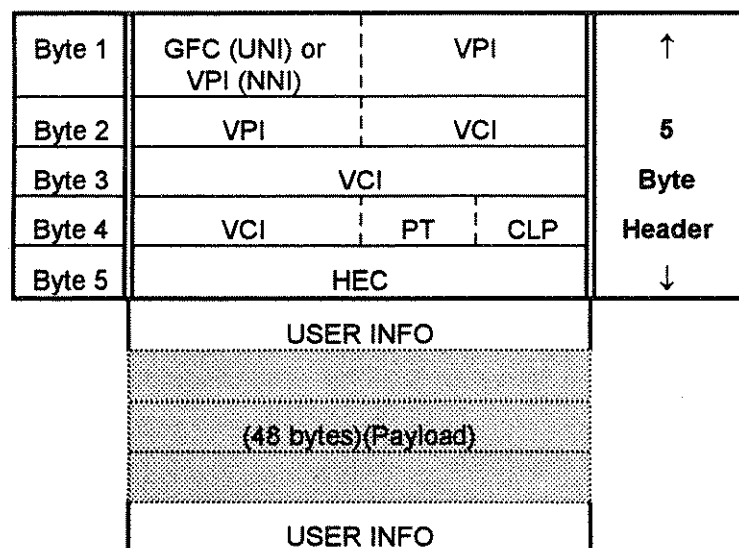 Byte 1 GFC (UNI) or VPI ↑
VPI (NNI)
Byte 2 VPI VCI 5
Byte 3 VCI Byte
Byte 4 VCI PT CLP Header
Byte 5 HEC ↓
USER INFO
(48 bytes)(Payload)
USER INFO